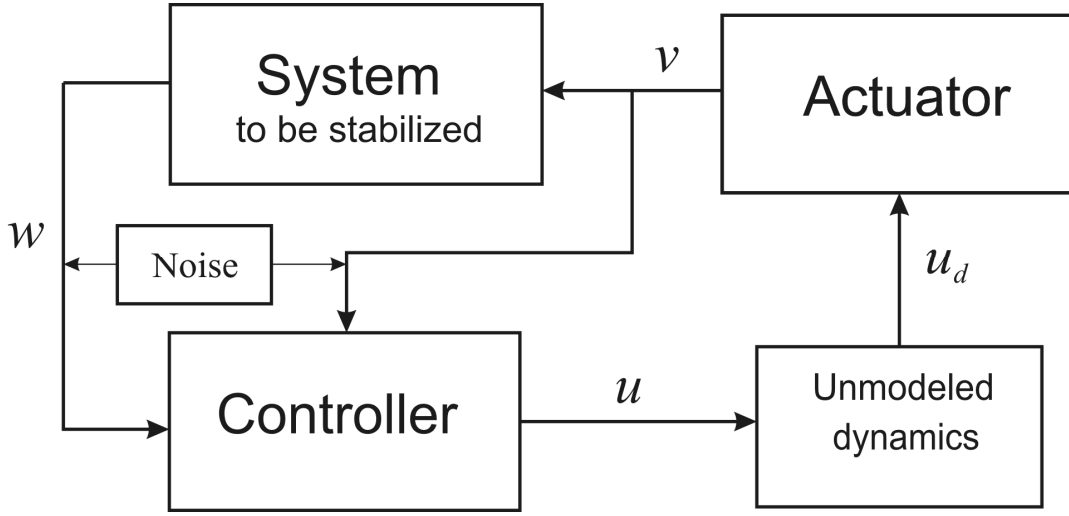 System
to be stabilized
v
Actuator
w
Noise
u_d
Controller
u
Unmodeled
dynamics